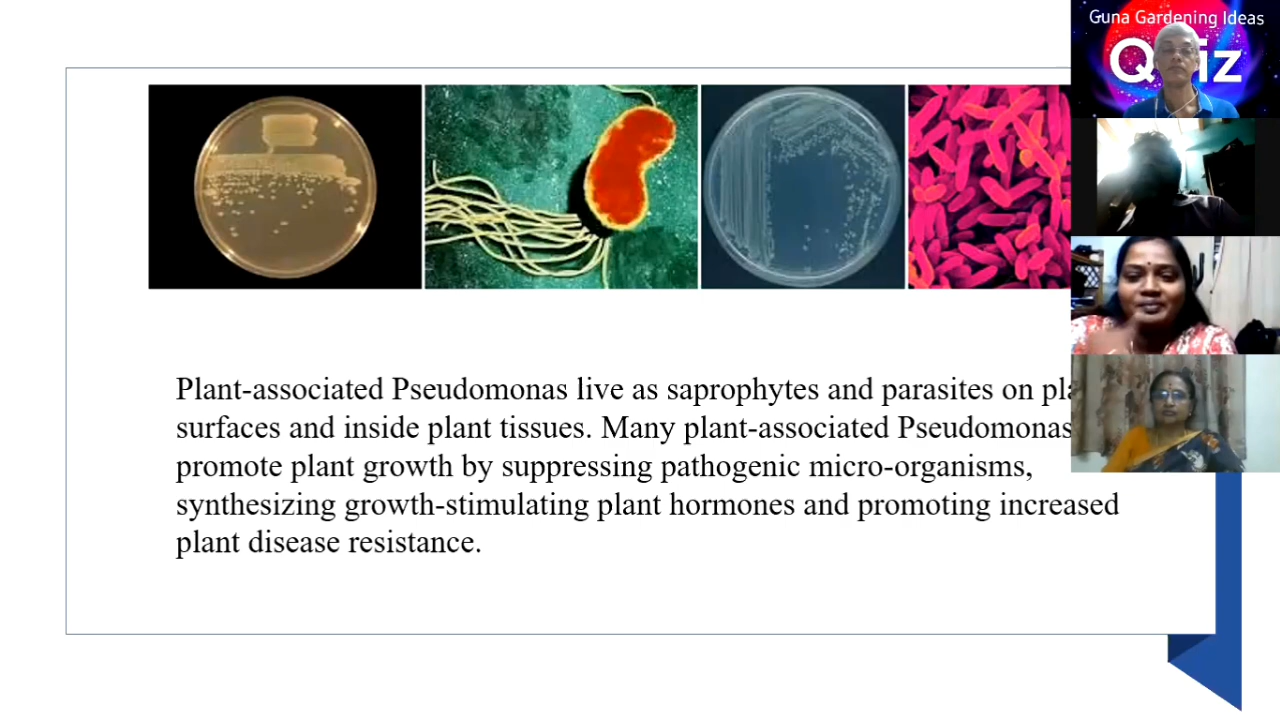 Guna Gardening Ideas
Plant-associated Pseudomonas live as saprophytes and parasites on
surfaces and inside plant tissues. Many plant-associated Pseudomonas
promote plant growth by suppressing pathogenic micro-organisms,
synthesizing growth-stimulating plant hormones and promoting increased
plant disease resistance.